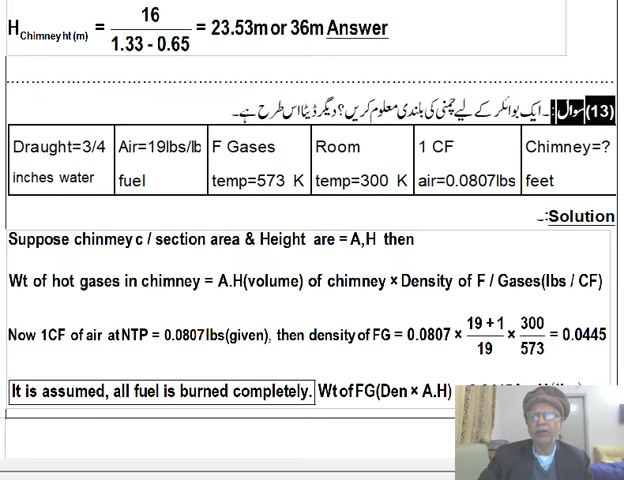 H Chimney ht (m) = 16 / 1.33 - 0.65 = 23.53m or 36m Answer
(13) سوال:۔ ایک بوائلر کے لیے چمنی کی بلندی معلوم کریں؟ دیگر ڈیٹا اس طرح ہے۔
Draught=3/4 inches water | Air=19lbs/lb fuel | F Gases temp=573 K | Room temp=300 K | 1 CF air=0.0807lbs | Chimney=? feet
Solution:-
Suppose chinmey c / section area & Height are = A,H then
Wt of hot gases in chimney = A.H(volume) of chimney × Density of F / Gases(lbs / CF)
Now 1CF of air at NTP = 0.0807lbs(given), then density of FG = 0.0807 × 19 + 1 / 19 × 300 / 573 = 0.0445
It is assumed, all fuel is burned completely. Wt of FG(Den × A.H)